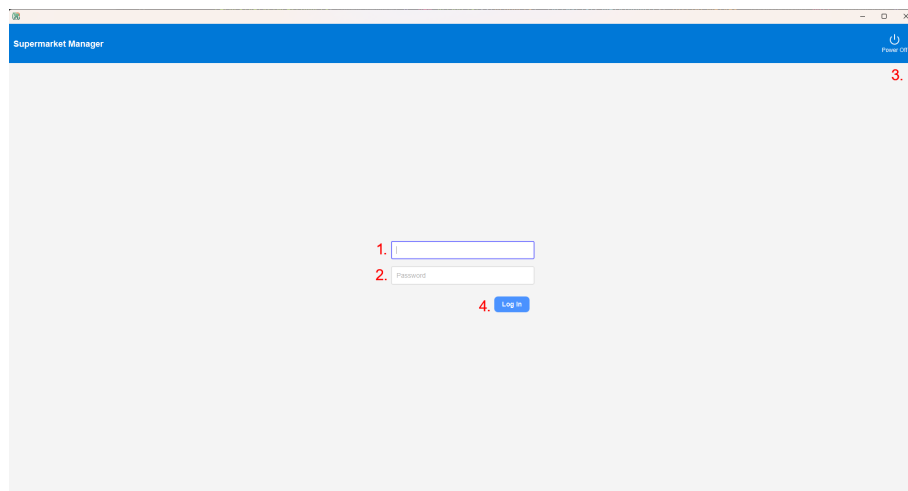 Supermarket Manager
Power Off
3.
1.
2. Password
4. Log In